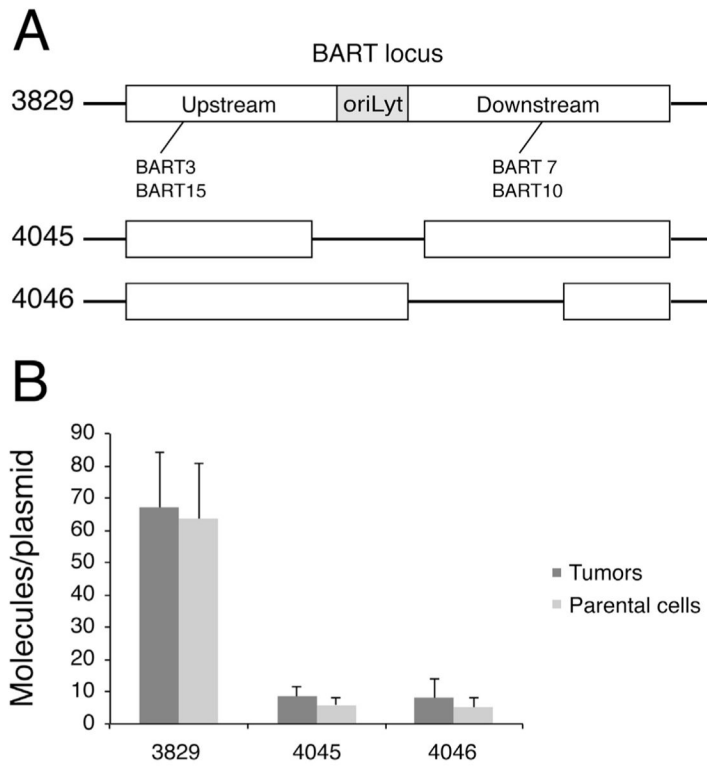 A
BART locus
3829
Upstream
oriLyt
Downstream
BART3
BART15
BART 7
BART10
4045
4046
B
Molecules/plasmid
90
80
70
60
50
40
30
20
10
0
3829
4045
4046
Tumors
Parental cells